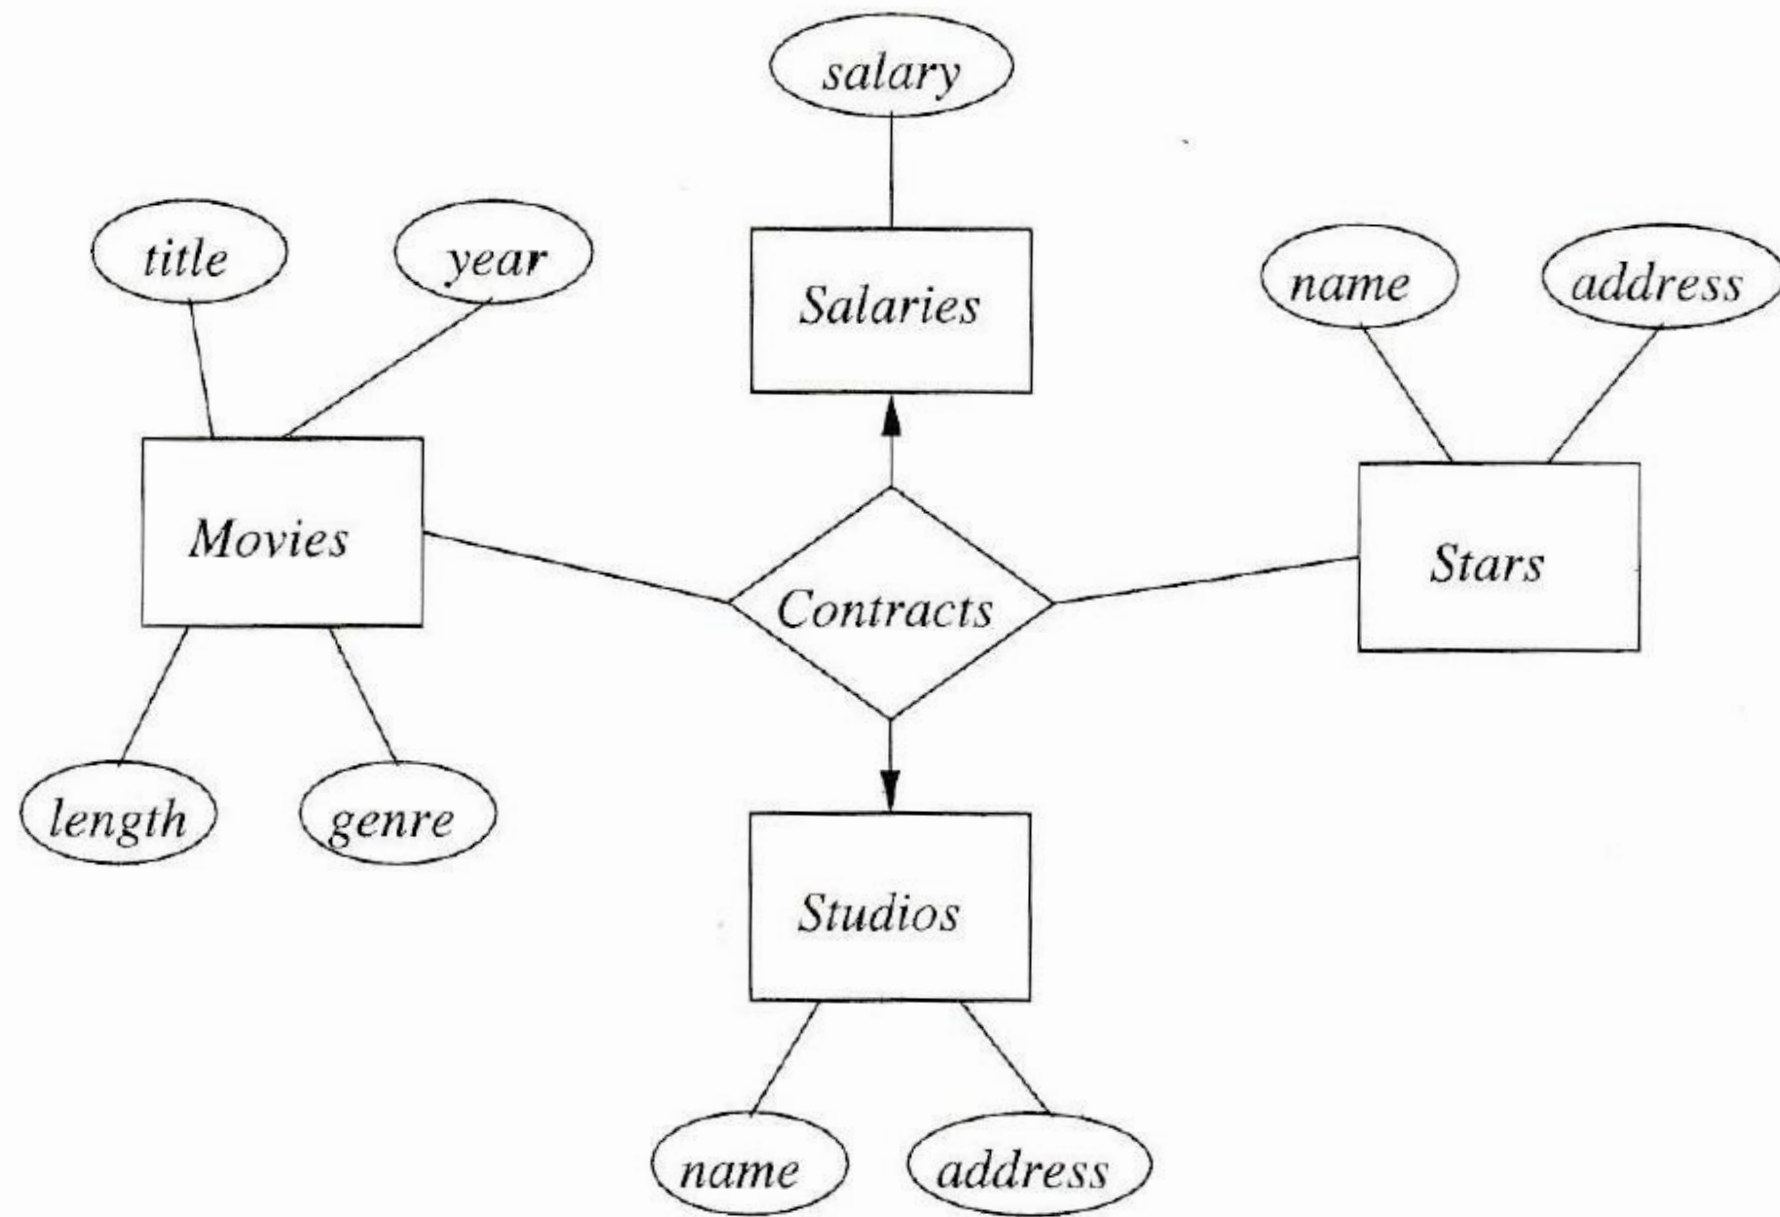 salary
title
year
name
address
Salaries
Movies
Stars
Contracts
length
genre
Studios
name
address